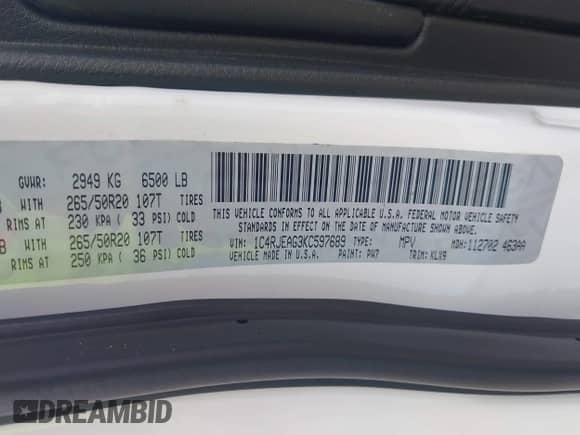 GVWR: 2949 KG 6500 LB
WITH 265/50R20 107T TIRES
RIMS AT 230 KPA ( 33 PSI) COLD
B WITH 265/50R20 107T TIRES
RIMS AT 250 KPA ( 36 PSI) COLD
THIS VEHICLE CONFORMS TO ALL APPLICABLE U.S.A. FEDERAL MOTOR VEHICLE SAFETY
STANDARDS IN EFFECT ON THE DATE OF MANUFACTURE SHOWN ABOVE.
VIN: 1C4RJEAG3KC597689 TYPE: MPV MDH: 112702 463AA
VEHICLE MADE IN U.S.A. PAINT: PW7 TRIM: KLX9
DREAMBID